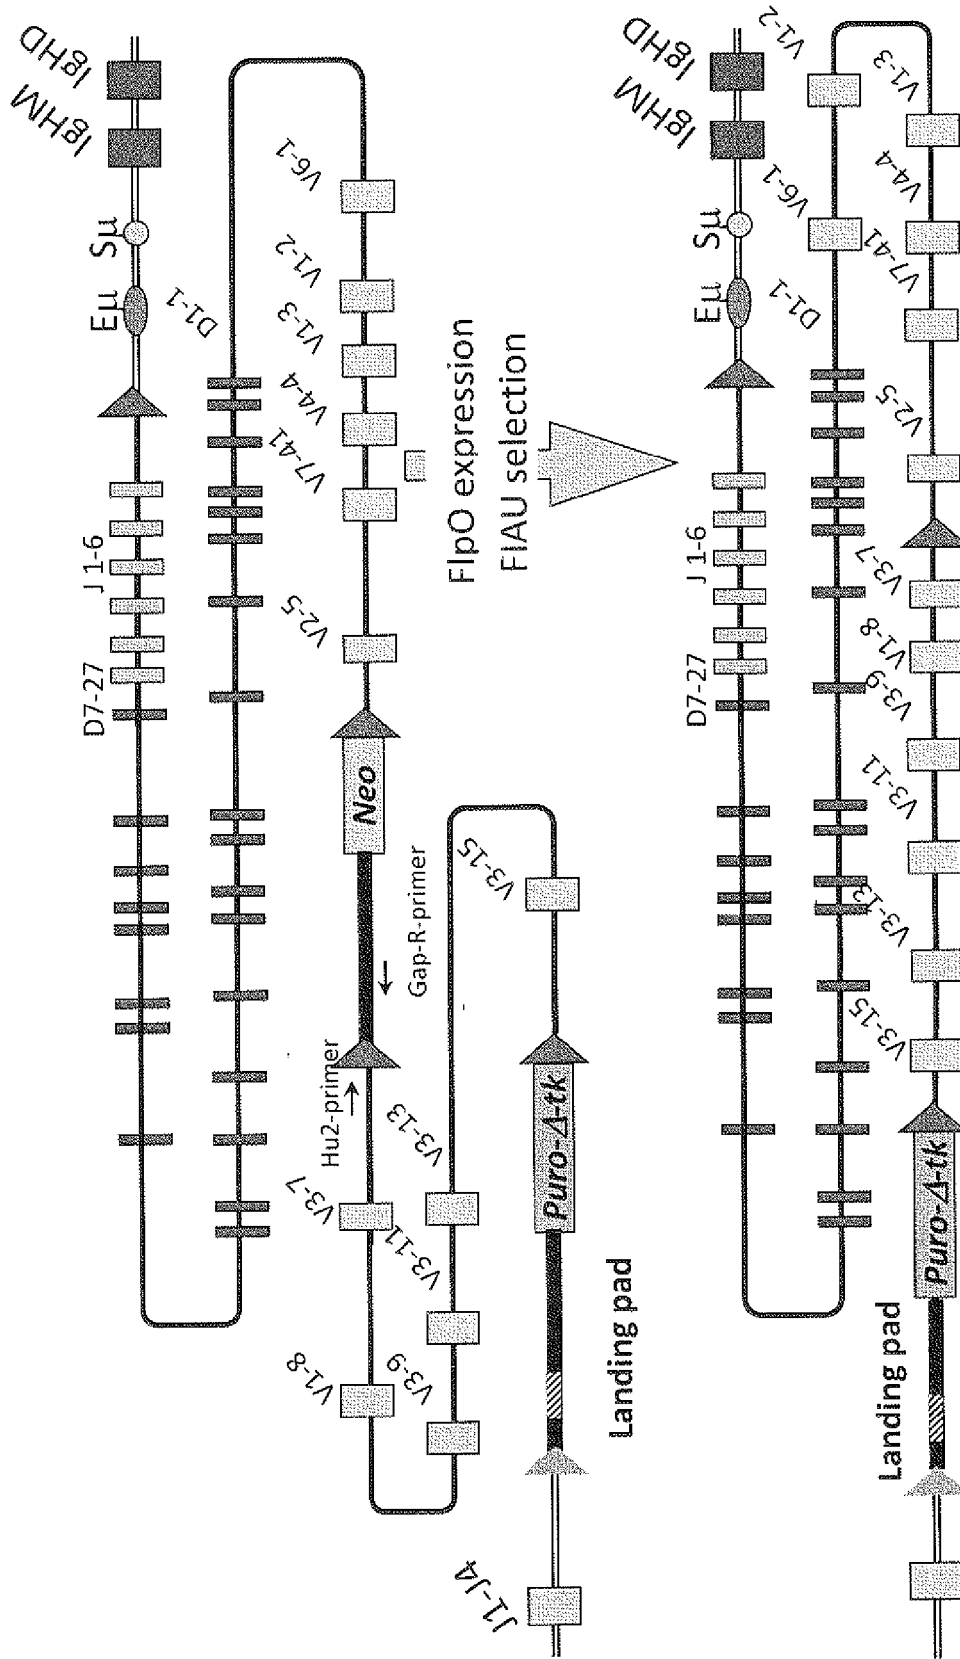 IgHD
IgHM
Sμ
Eμ
J 1-6
D7-27
D1-1
V6-1
V1-2
V1-3
V4-4
V7-41
V2-5
Neo
Gap-R-primer
Hu2-primer
V3-7
V1-8
V3-9
V3-11
V3-13
V3-15
Puro-Δ-tk
Landing pad
J1-J4
FlpO expression
FIAU selection
IgHD
IgHM
Sμ
Eμ
J 1-6
D7-27
D1-1
V6-1
V1-2
V1-3
V4-4
V7-41
V2-5
V3-7
V1-8
V3-9
V3-11
V3-13
V3-15
Puro-Δ-tk
Landing pad